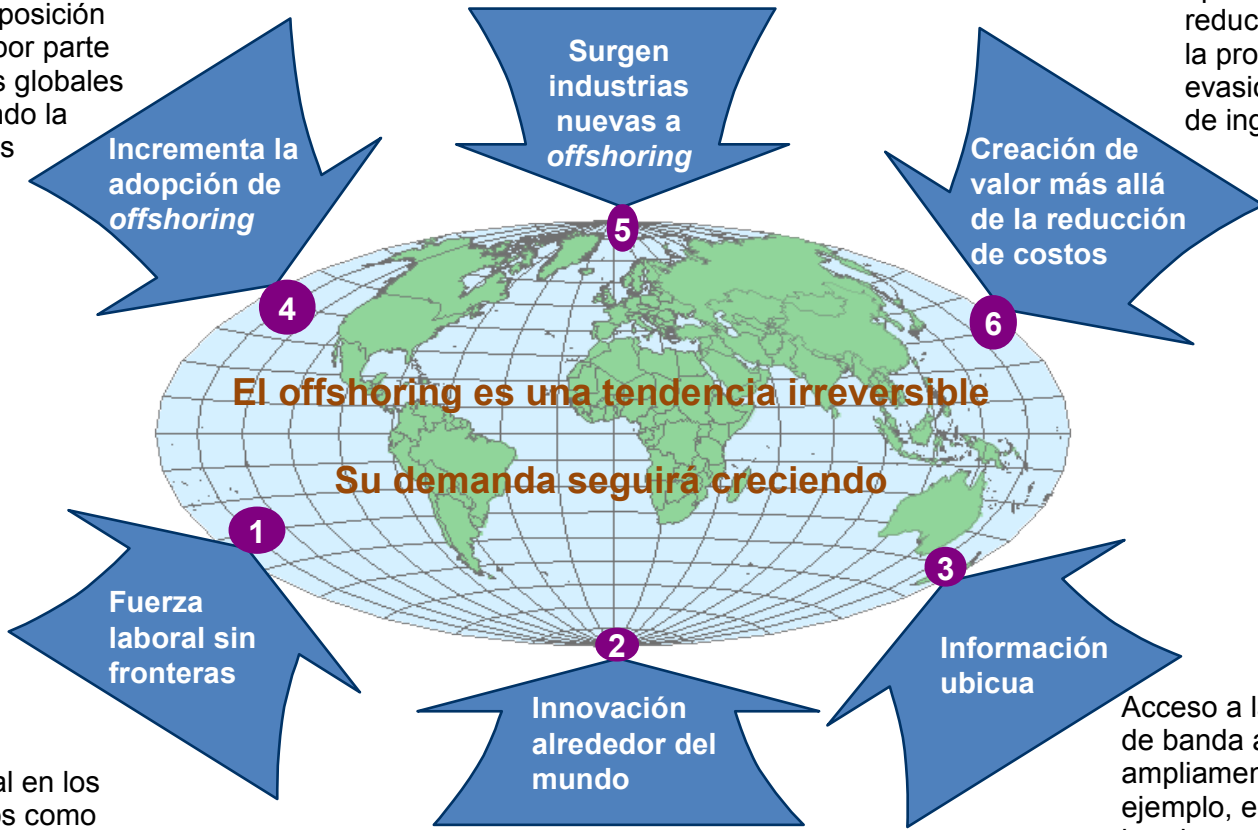 posición
por parte
s globales
ndo la
s
Incrementa la
adopción de
offshoring
4
Surgen
industrias
nuevas a
offshoring
5
reduc
la pro
evasió
de ing
Creación de
valor más allá
de la reducción
de costos
6
El offshoring es una tendencia irreversible
Su demanda seguirá creciendo
1
Fuerza
laboral sin
fronteras
2
Innovación
alrededor del
mundo
3
Información
ubicua
al en los
os como
Acceso a l
de banda a
ampliamen
ejemplo, e